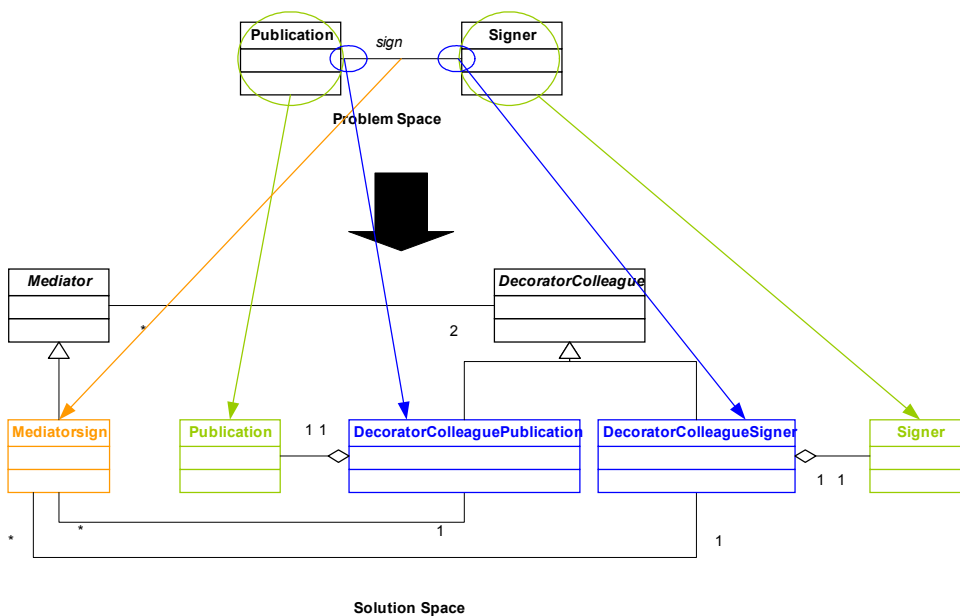 Publication
sign
Signer
Problem Space
Mediator
DecoratorColleague
*
2
Mediatorsign
Publication
1 1
DecoratorColleaguePublication
DecoratorColleagueSigner
Signer
1 1
*
1
*
1
Solution Space